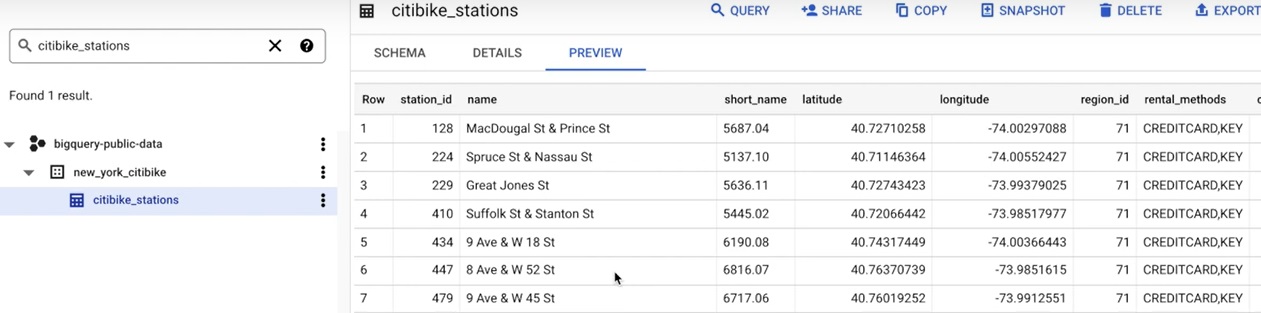 citibike_stations
QUERY SHARE COPY SNAPSHOT DELETE EXPORT
citibike_stations
SCHEMA DETAILS PREVIEW
Found 1 result.
Row station_id name short_name latitude longitude region_id rental_methods
1 128 MacDougal St & Prince St 5687.04 40.72710258 -74.00297088 71 CREDITCARD,KEY
bigquery-public-data
2 224 Spruce St & Nassau St 5137.10 40.71146364 -74.00552427 71 CREDITCARD,KEY
new_york_citibike
3 229 Great Jones St 5636.11 40.72743423 -73.99379025 71 CREDITCARD,KEY
citibike_stations
4 410 Suffolk St & Stanton St 5445.02 40.72066442 -73.98517977 71 CREDITCARD,KEY
5 434 9 Ave & W 18 St 6190.08 40.74317449 -74.00366443 71 CREDITCARD,KEY
6 447 8 Ave & W 52 St 6816.07 40.76370739 -73.9851615 71 CREDITCARD,KEY
7 479 9 Ave & W 45 St 6717.06 40.76019252 -73.9912551 71 CREDITCARD,KEY